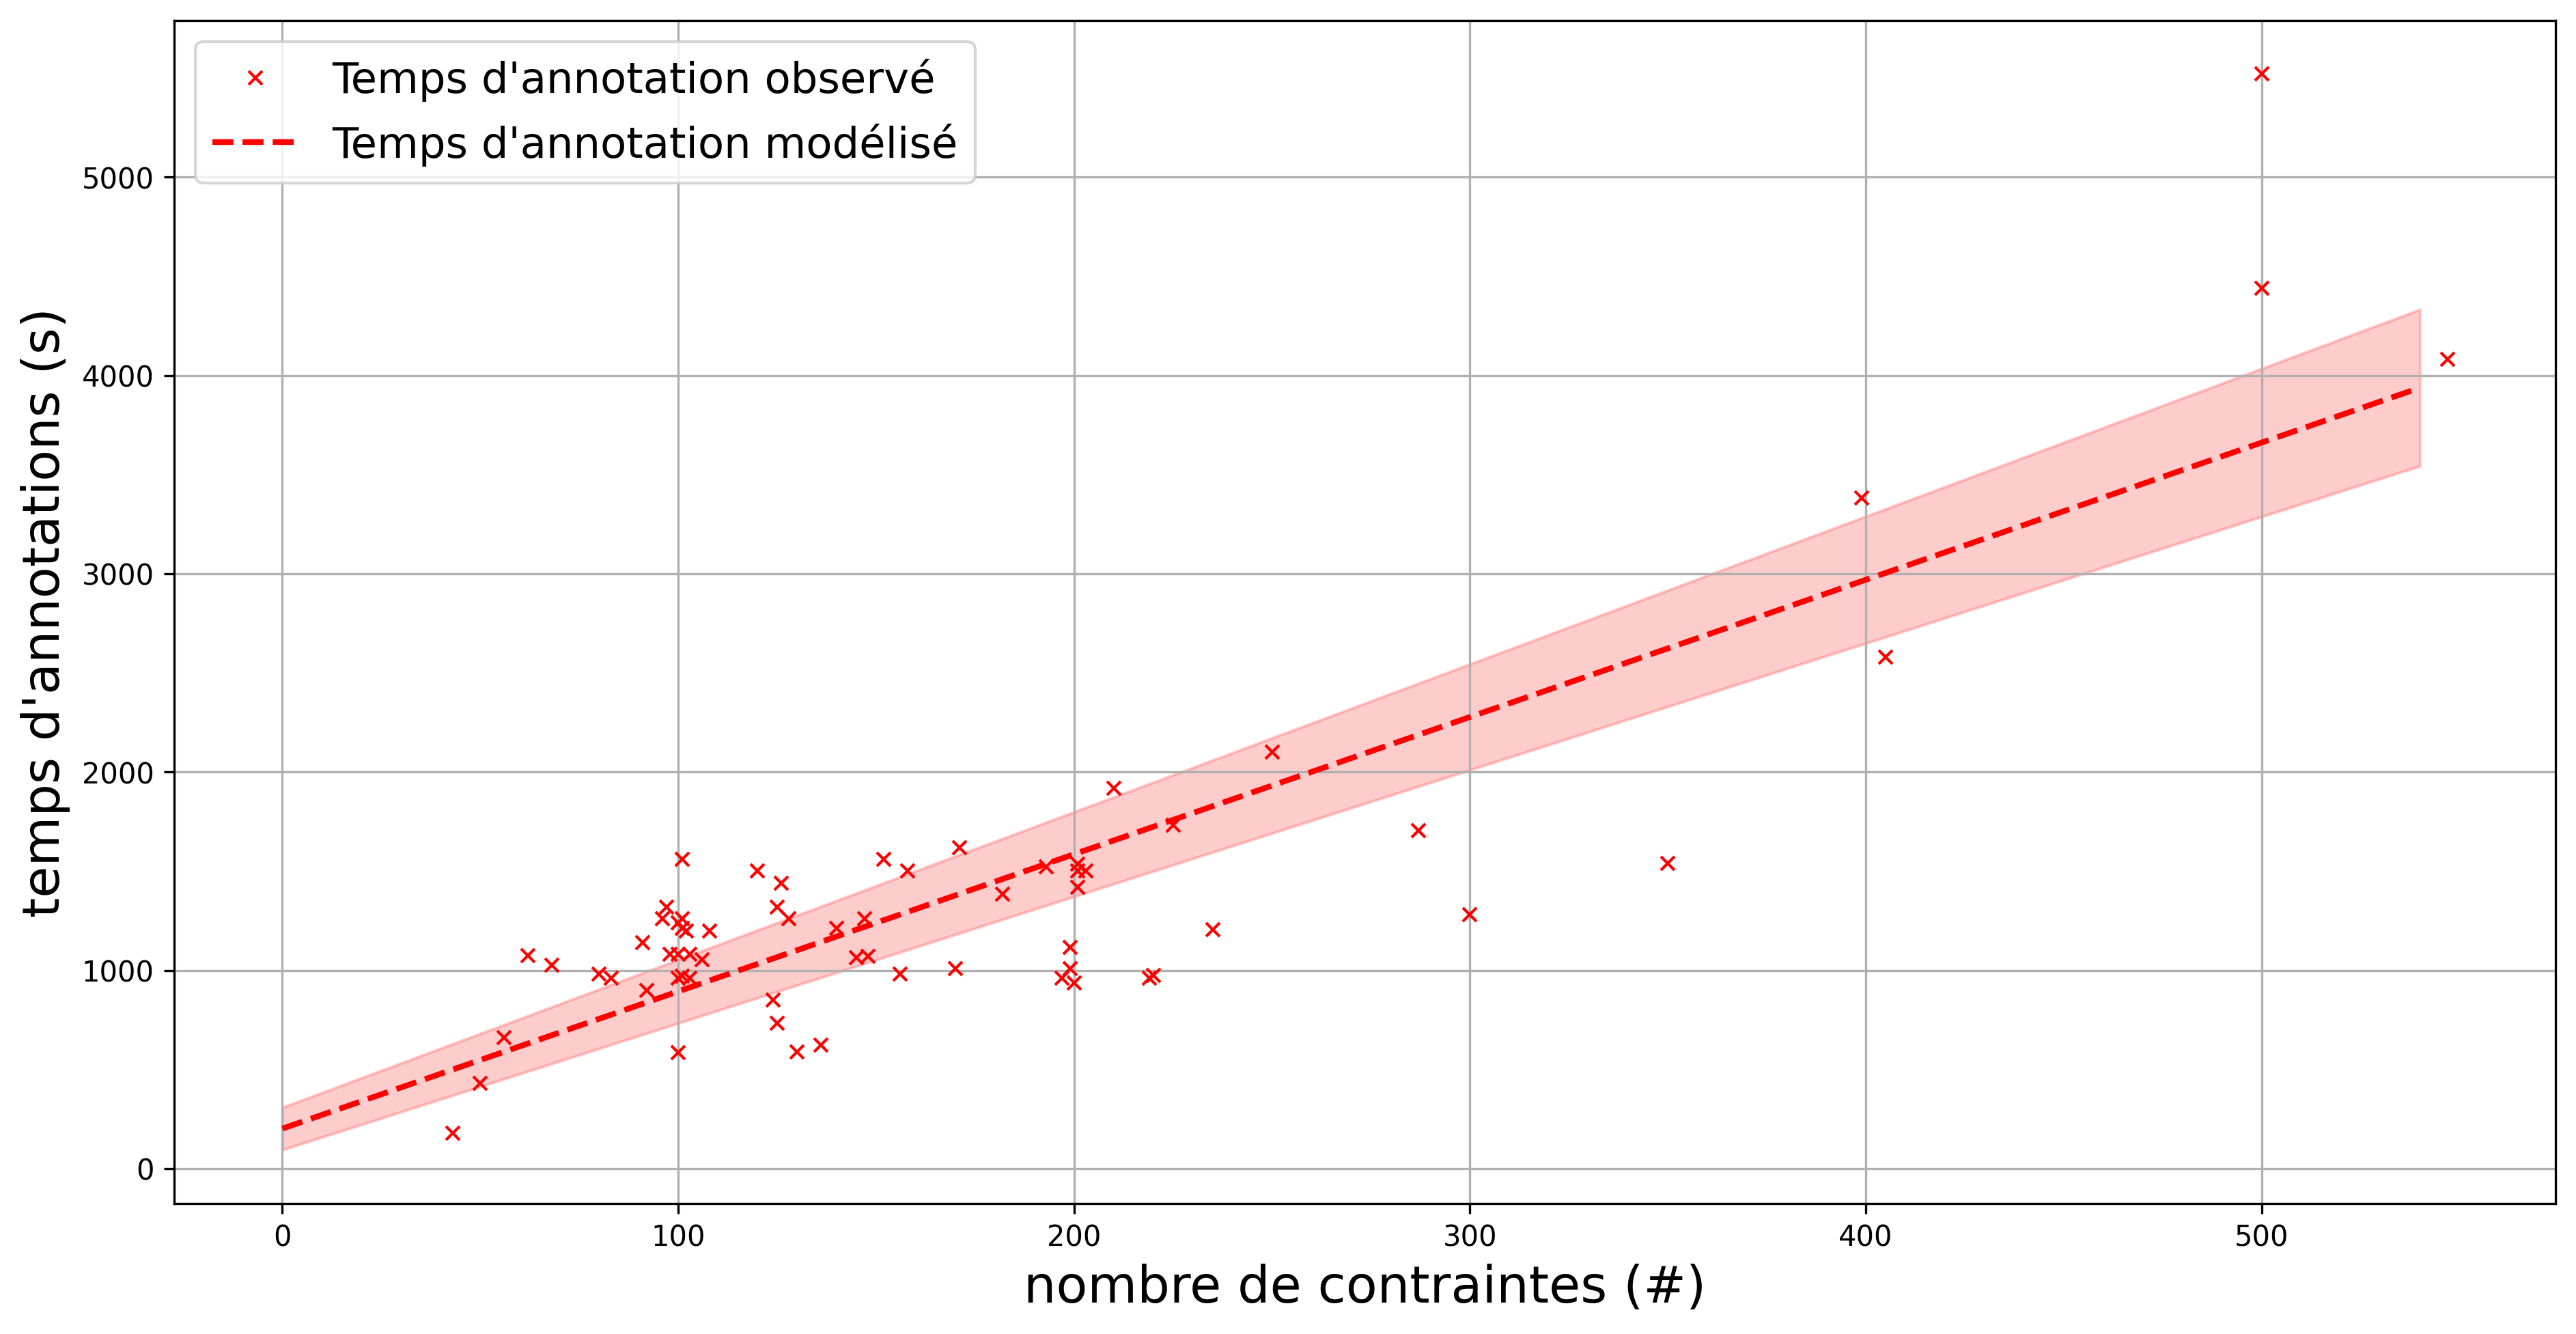 Temps d'annotation observé
Temps d'annotation modélisé
temps d'annotations (s)
5000
4000
3000
2000
1000
0
0 100 200 300 400 500
nombre de contraintes (#)